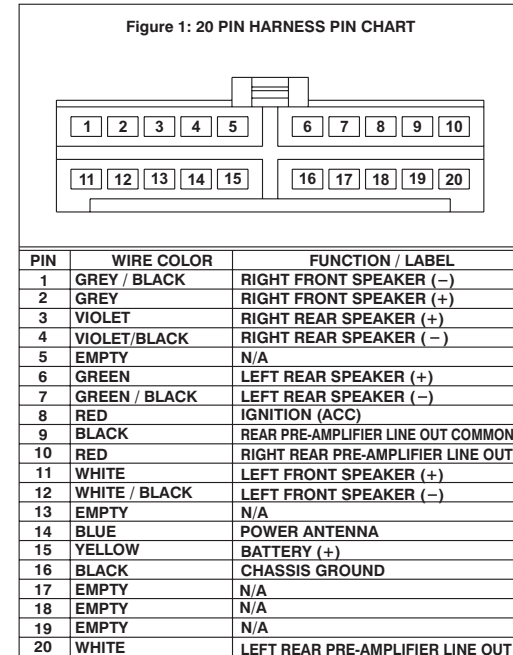 Figure 1: 20 PIN HARNESS PIN CHART
1 2 3 4 5 6 7 8 9 10
11 12 13 14 15 16 17 18 19 20
PIN WIRE COLOR FUNCTION / LABEL
1 GREY / BLACK RIGHT FRONT SPEAKER (−)
2 GREY RIGHT FRONT SPEAKER (+)
3 VIOLET RIGHT REAR SPEAKER (+)
4 VIOLET/BLACK RIGHT REAR SPEAKER (−)
5 EMPTY N/A
6 GREEN LEFT REAR SPEAKER (+)
7 GREEN / BLACK LEFT REAR SPEAKER (−)
8 RED IGNITION (ACC)
9 BLACK REAR PRE-AMPLIFIER LINE OUT COMMON
10 RED RIGHT REAR PRE-AMPLIFIER LINE OUT
11 WHITE LEFT FRONT SPEAKER (+)
12 WHITE / BLACK LEFT FRONT SPEAKER (−)
13 EMPTY N/A
14 BLUE POWER ANTENNA
15 YELLOW BATTERY (+)
16 BLACK CHASSIS GROUND
17 EMPTY N/A
18 EMPTY N/A
19 EMPTY N/A
20 WHITE LEFT REAR PRE-AMPLIFIER LINE OUT